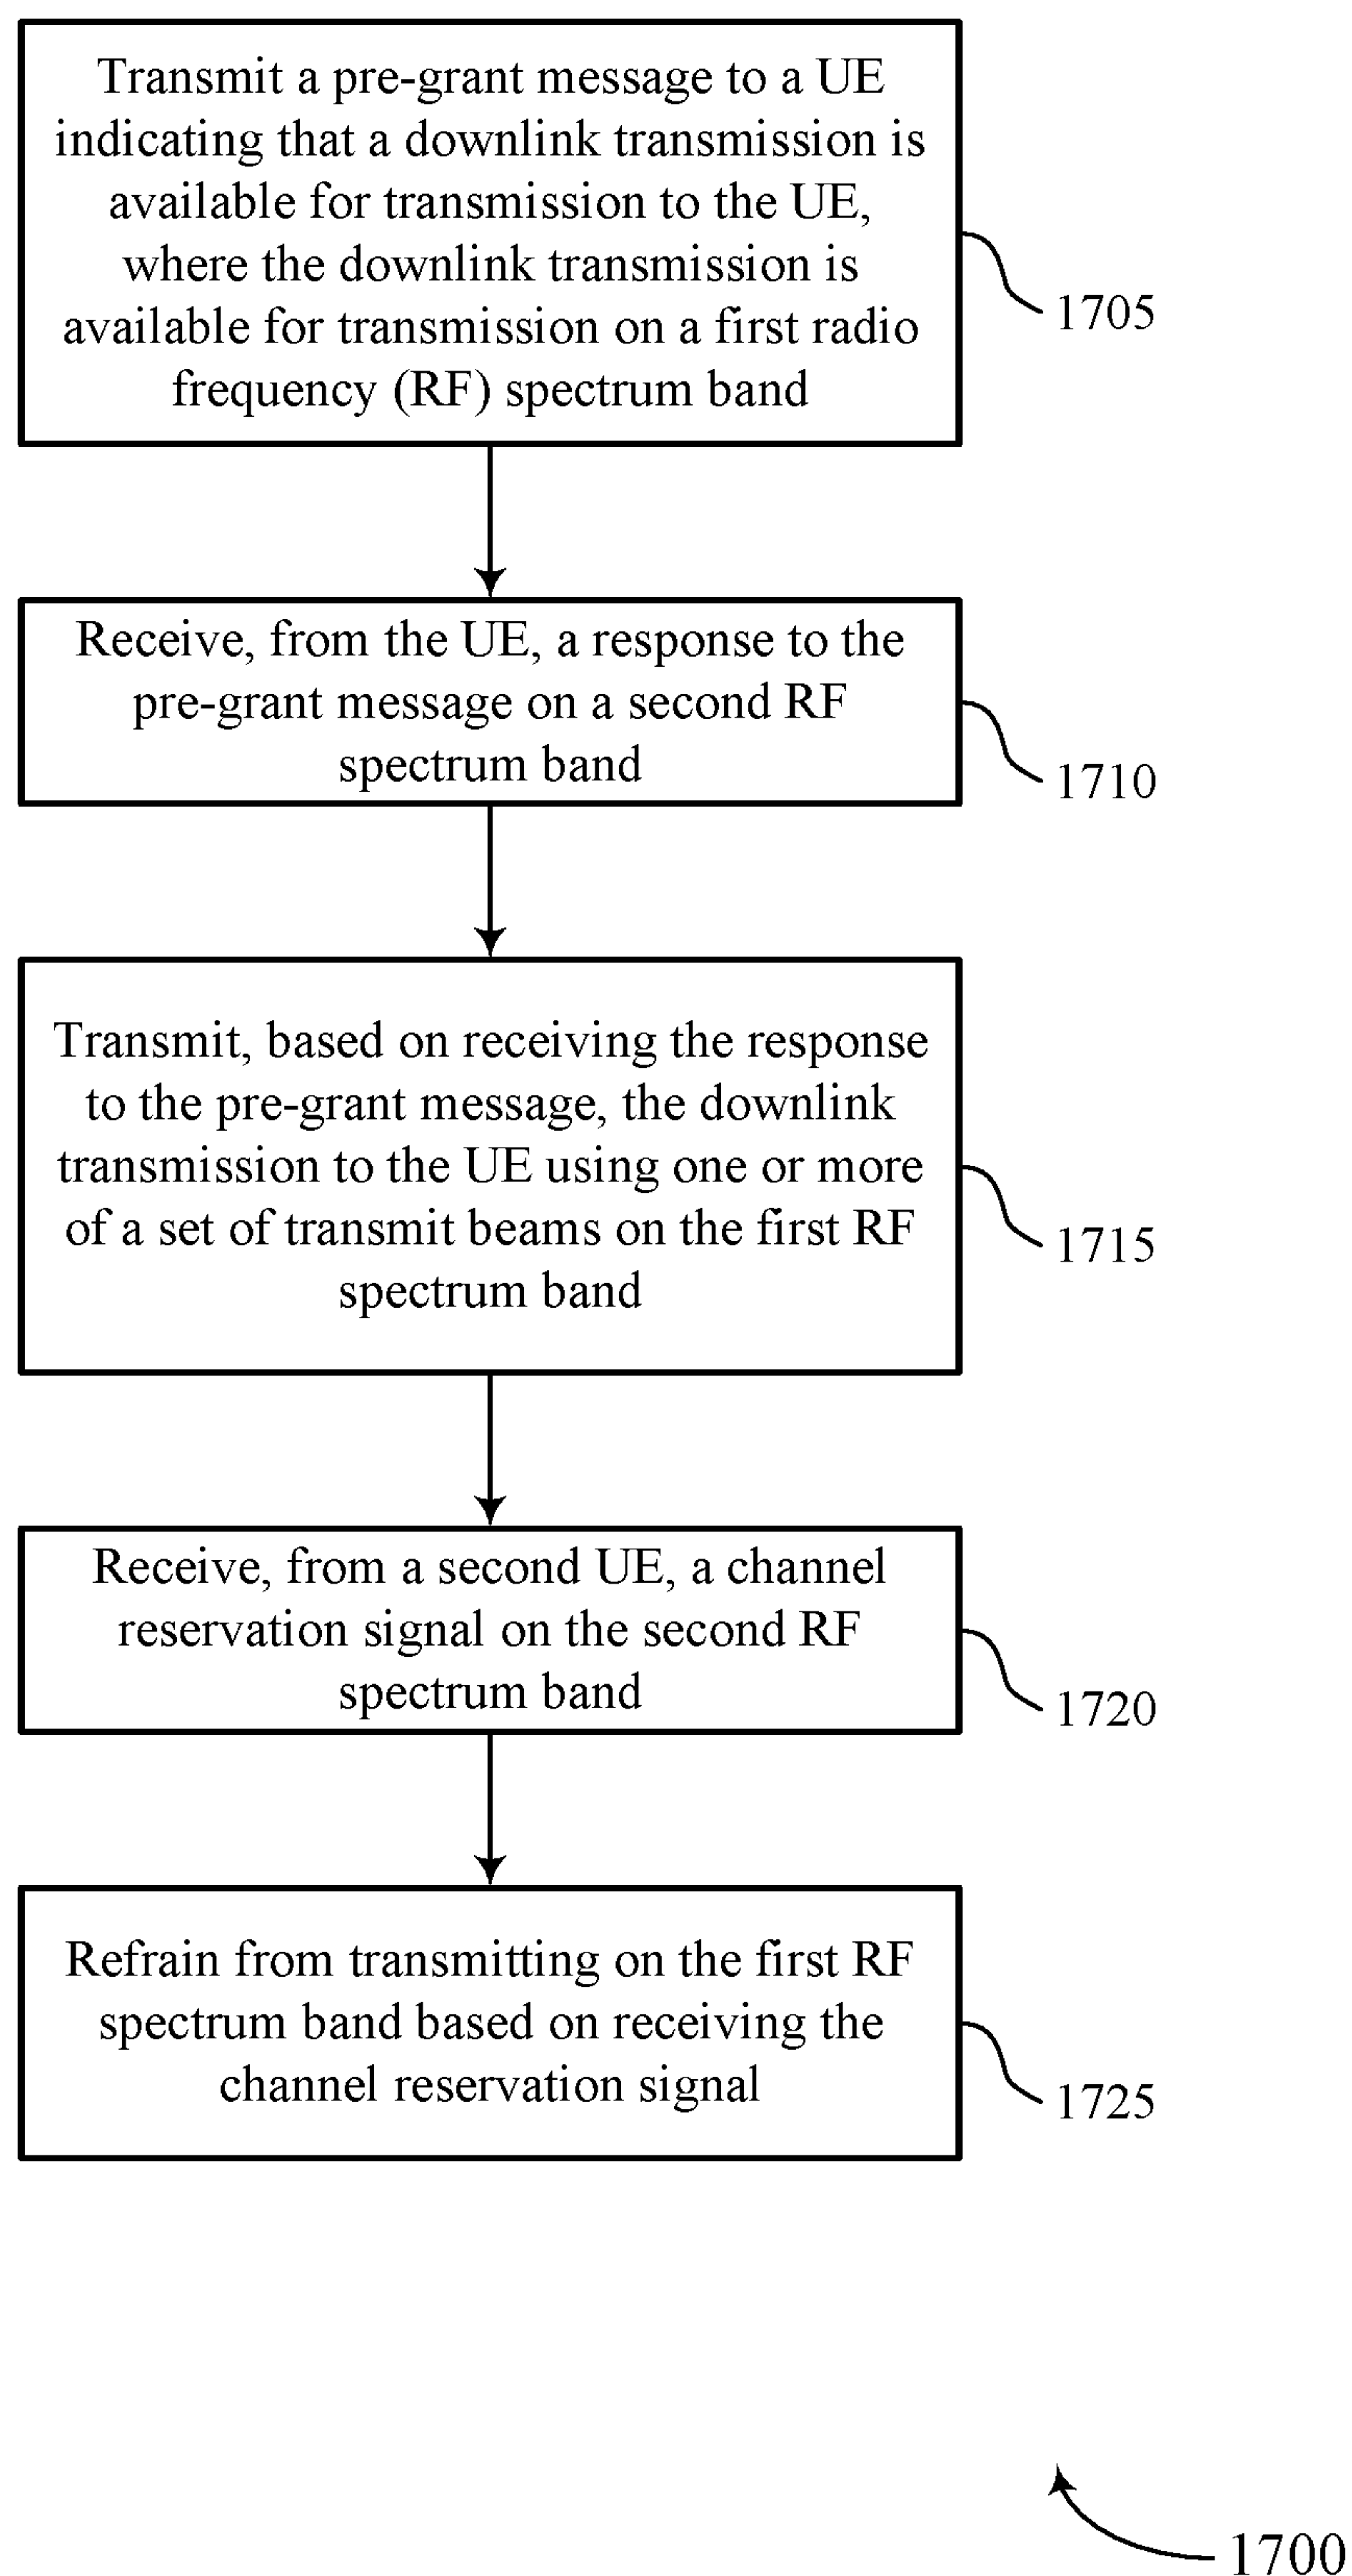 Transmit a pre-grant message to a UE
indicating that a downlink transmission is
available for transmission to the UE,
where the downlink transmission is
available for transmission on a first radio
frequency (RF) spectrum band
1705
Receive, from the UE, a response to the
pre-grant message on a second RF
spectrum band
1710
Transmit, based on receiving the response
to the pre-grant message, the downlink
transmission to the UE using one or more
of a set of transmit beams on the first RF
spectrum band
1715
Receive, from a second UE, a channel
reservation signal on the second RF
spectrum band
1720
Refrain from transmitting on the first RF
spectrum band based on receiving the
channel reservation signal
1725
1700